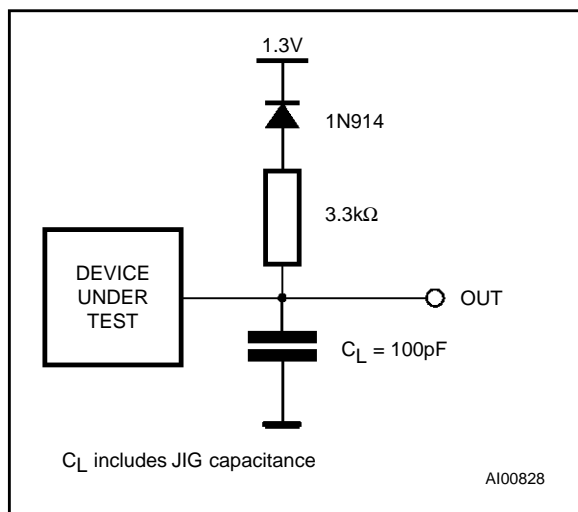 1.3V
1N914
3.3kΩ
DEVICE
UNDER
TEST
OUT
CL = 100pF
CL includes JIG capacitance
AI00828